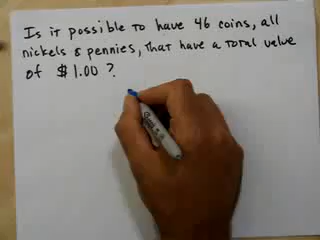 Is it possible to have 46 coins, all
nickels & pennies, that have a total value
of $1.00 ?